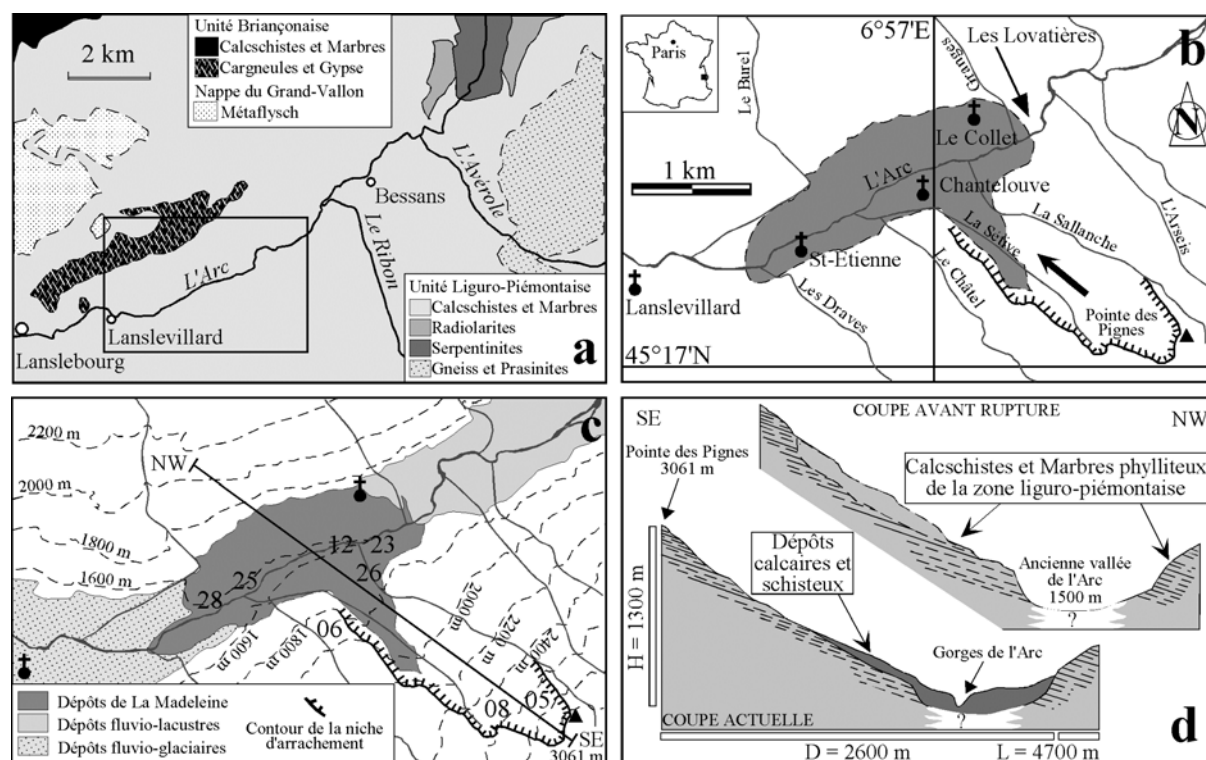 Unité Briançonaise
Calcschistes et Marbres
Cargneules et Gypse
Nappe du Grand-Vallon
Métaflysch
2 km
L'Avérole
Bessans
Le Ribon
L'Arc
Lanslevillard
Lanslebourg
Unité Liguro-Piémontaise
Calcschistes et Marbres
Radiolarites
Serpentinites
Gneiss et Prasinites
a
Paris
6°57'E
Les Lovatières
b
Granges
Le Burel
N
Le Collet
1 km
L'Arc
Chantelouve
La Sallanche
L'Arseis
La Sétive
St-Etienne
Le Châtel
Lanslevillard
Les Draves
Pointe des
Pignes
45°17'N
c
2200 m
NW
2000 m
1800 m
1600 m
12
23
26
25
28
06
1600 m
1800 m
2000 m
2200 m
2400 m
08
05
SE
3061 m
Dépôts de La Madeleine
Dépôts fluvio-lacustres
Dépôts fluvio-glaciaires
Contour de la niche
d'arrachement
SE
COUPE AVANT RUPTURE
NW
Pointe des Pignes
3061 m
Calcschistes et Marbres phylliteux
de la zone liguro-piémontaise
Dépôts
calcaires et
schisteux
Ancienne vallée
de l'Arc
1500 m
?
H = 1300 m
Gorges de l'Arc
?
COUPE ACTUELLE
D = 2600 m
L = 4700 m
d